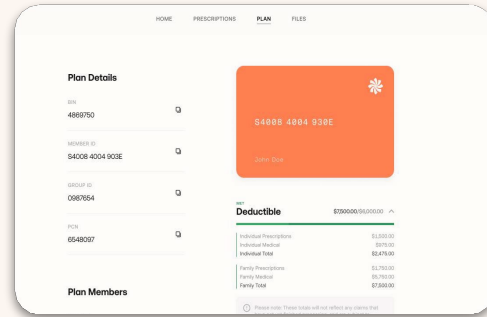 HOME PRESCRIPTIONS PLAN FILES
Plan Details
BIN
4869750
MEMBER ID
S4008 4004 903E
GROUP ID
0987654
PCN
6548097
Plan Members
S4008 4004 930E
John Doe
MET
Deductible $7,500.00/$5,000.00
Individual Prescriptions $1,500.00
Individual Medical $975.00
Individual Total $2,475.00
Family Prescriptions $1,750.00
Family Medical $5,750.00
Family Total $7,500.00
Please note: These totals will not reflect any claims that